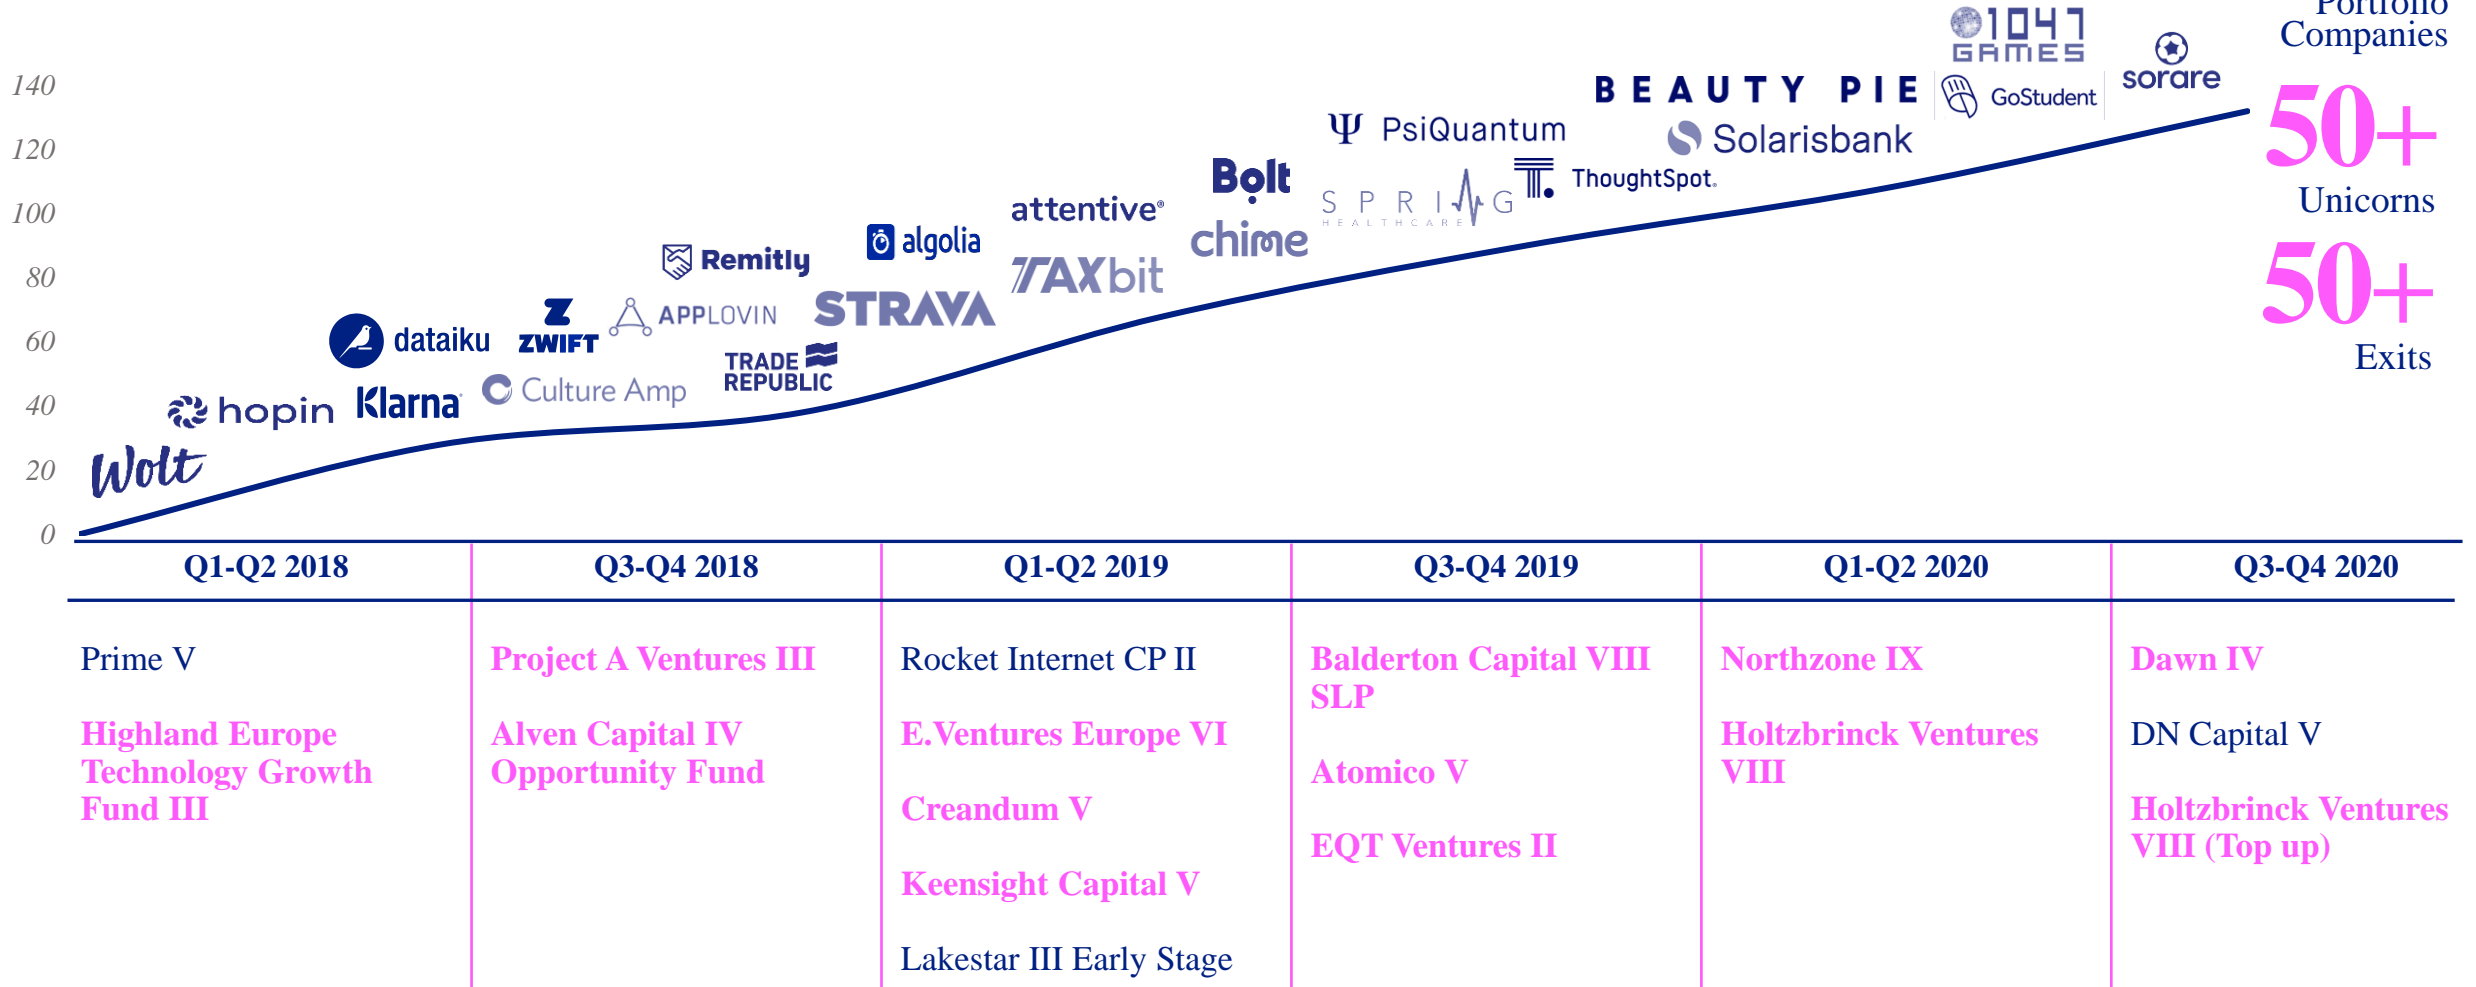 Portfolio
Companies
50+
Unicorns
50+
Exits
140
120
100
80
60
40
20
0
Wolt
hopin
dataiku
Klarna
ZWIFT
Culture Amp
APPLOVIN
Remitly
TRADE
REPUBLIC
STRAVA
algolia
attentive®
TAXbit
Bolt
chime
PsiQuantum
SPRING
HEALTHCARE
T.
ThoughtSpot.
BEAUTY PIE
Solarisbank
1047
GAMES
GoStudent
sorare
Q1-Q2 2018
Q3-Q4 2018
Q1-Q2 2019
Q3-Q4 2019
Q1-Q2 2020
Q3-Q4 2020
Prime V
Highland Europe
Technology Growth
Fund III
Project A Ventures III
Alven Capital IV
Opportunity Fund
Rocket Internet CP II
E.Ventures Europe VI
Creandum V
Keensight Capital V
Lakestar III Early Stage
Balderton Capital VIII
SLP
Atomico V
EQT Ventures II
Northzone IX
Holtzbrinck Ventures
VIII
Dawn IV
DN Capital V
Holtzbrinck Ventures
VIII (Top up)